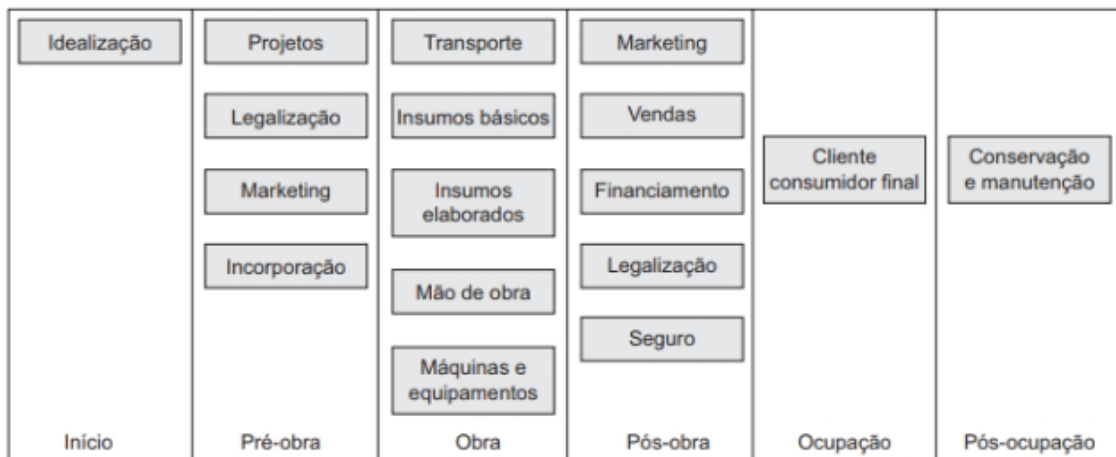 Idealização
Início
Projetos
Legalização
Marketing
Incorporação
Pré-obra
Transporte
Insumos básicos
Insumos
elaborados
Mão de obra
Máquinas e
equipamentos
Obra
Marketing
Vendas
Financiamento
Legalização
Seguro
Pós-obra
Cliente
consumidor final
Ocupação
Conservação
e manutenção
Pós-ocupação